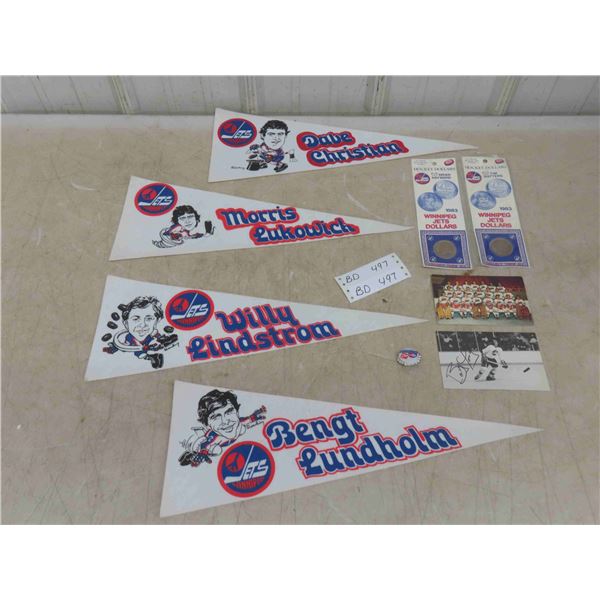 JETS
Dave
Christian
JETS
Morris
Lukowich
JETS
Willy
Lindstrom
JETS
Bengt
Lundholm
BD 497
BD 497
HOCKEY DOLLARS
1983
WINNIPEG
JETS
DOLLARS
HOCKEY DOLLARS
1983
WINNIPEG
JETS
DOLLARS